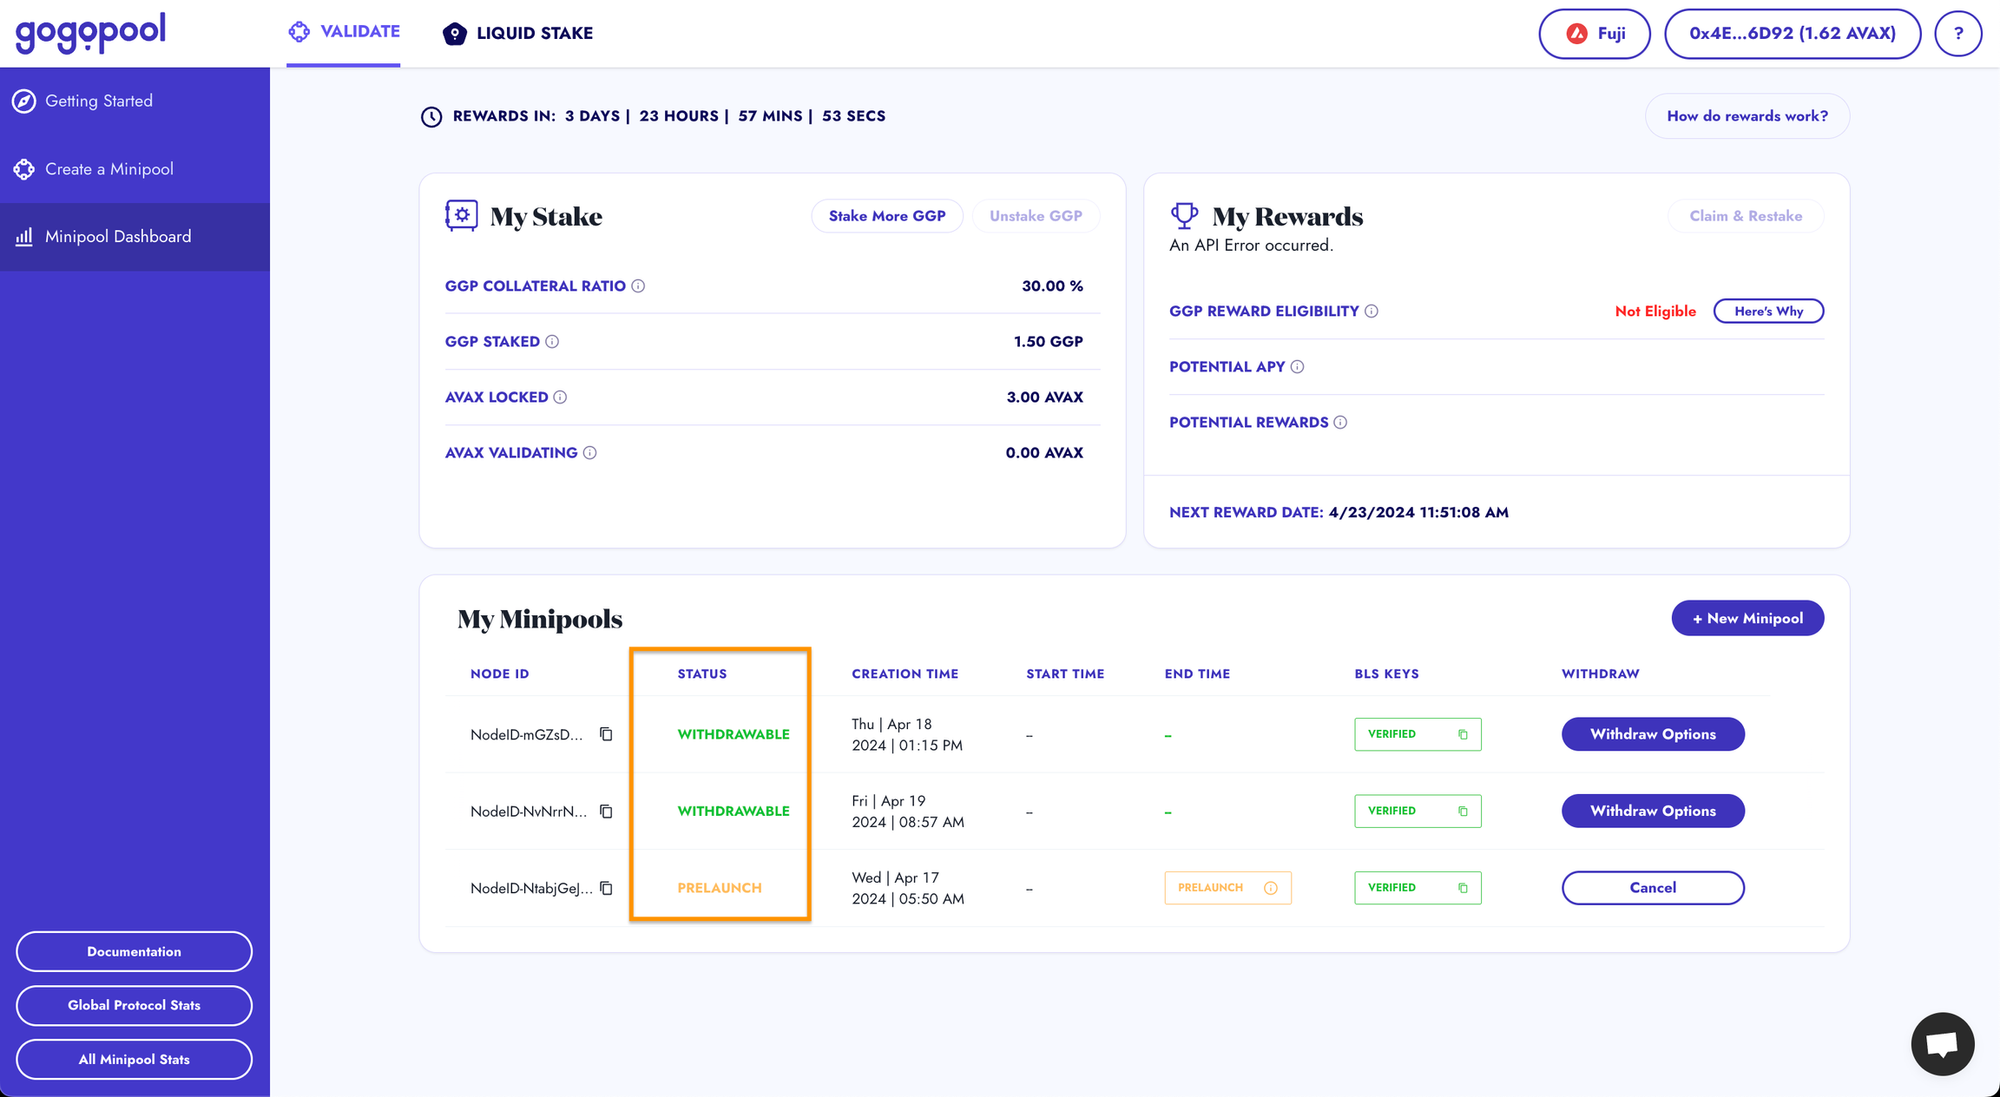 gogopool
VALIDATE
LIQUID STAKE
Fuji
0x4E...6D92 (1.62 AVAX)
?
Getting Started
Create a Minipool
Minipool Dashboard
Documentation
Global Protocol Stats
All Minipool Stats
REWARDS IN: 3 DAYS | 23 HOURS | 57 MINS | 53 SECS
How do rewards work?
My Stake
Stake More GGP
Unstake GGP
GGP COLLATERAL RATIO 30.00 %
GGP STAKED 1.50 GGP
AVAX LOCKED 3.00 AVAX
AVAX VALIDATING 0.00 AVAX
My Rewards
Claim & Restake
An API Error occurred.
GGP REWARD ELIGIBILITY Not Eligible Here's Why
POTENTIAL APY
POTENTIAL REWARDS
NEXT REWARD DATE: 4/23/2024 11:51:08 AM
My Minipools
+ New Minipool
NODE ID STATUS CREATION TIME START TIME END TIME BLS KEYS WITHDRAW
NodeID-mGZsD... WITHDRAWABLE Thu | Apr 18
2024 | 01:15 PM -- -- VERIFIED Withdraw Options
NodeID-NvNrrN... WITHDRAWABLE Fri | Apr 19
2024 | 08:57 AM -- -- VERIFIED Withdraw Options
NodeID-NtabjGeJ... PRELAUNCH Wed | Apr 17
2024 | 05:50 AM -- PRELAUNCH VERIFIED Cancel